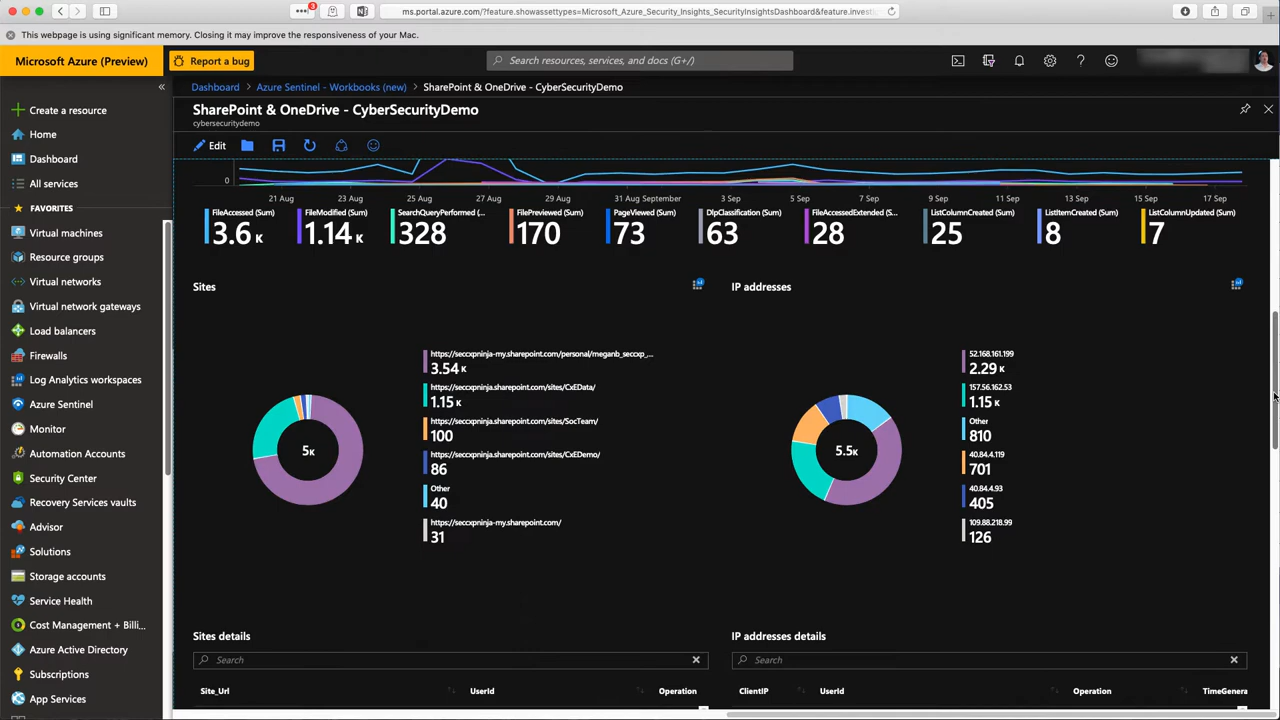 ms.portal.azure.com/?feature.showassettypes=Microsoft_Azure_Security_Insights_SecurityInsightsDashboard&feature.investi
3
This webpage is using significant memory. Closing it may improve the responsiveness of your Mac.
Microsoft Azure (Preview)
Report a bug
Search resources, services, and docs (G+/)
Dashboard > Azure Sentinel - Workbooks (new) > SharePoint & OneDrive - CyberSecurityDemo
SharePoint & OneDrive - CyberSecurityDemo
cybersecuritydemo
Edit
Create a resource
Home
Dashboard
All services
FAVORITES
Virtual machines
Resource groups
Virtual networks
Virtual network gateways
Load balancers
Firewalls
Log Analytics workspaces
Azure Sentinel
Monitor
Automation Accounts
Security Center
Recovery Services vaults
Advisor
Solutions
Storage accounts
Service Health
Cost Management + Billi...
Azure Active Directory
Subscriptions
App Services
0
21 Aug 23 Aug 25 Aug 27 Aug 29 Aug 31 Aug September 3 Sep 5 Sep 7 Sep 9 Sep 11 Sep 13 Sep 15 Sep 17 Sep
FileAccessed (Sum)
3.6 K
FileModified (Sum)
1.14 K
SearchQueryPerformed (...
328
FilePreviewed (Sum)
170
PageViewed (Sum)
73
DlpClassification (Sum)
63
FileAccessedExtended (S...
28
ListColumnCreated (Sum)
25
ListItemCreated (Sum)
8
ListColumnUpdated (Sum)
7
Sites
5K
https://seccxpninja-my.sharepoint.com/personal/meganb_seccxp_...
3.54 K
https://seccxpninja.sharepoint.com/sites/CxEData/
1.15 K
https://seccxpninja.sharepoint.com/sites/SocTeam/
100
https://seccxpninja.sharepoint.com/sites/CxEDemo/
86
Other
40
https://seccxpninja-my.sharepoint.com/
31
IP addresses
5.5K
52.168.161.199
2.29 K
157.56.162.53
1.15 K
Other
810
40.84.4.119
701
40.84.4.93
405
109.88.218.99
126
Sites details
Search
Site_Url UserId Operation
IP addresses details
Search
ClientIP UserId Operation TimeGenera